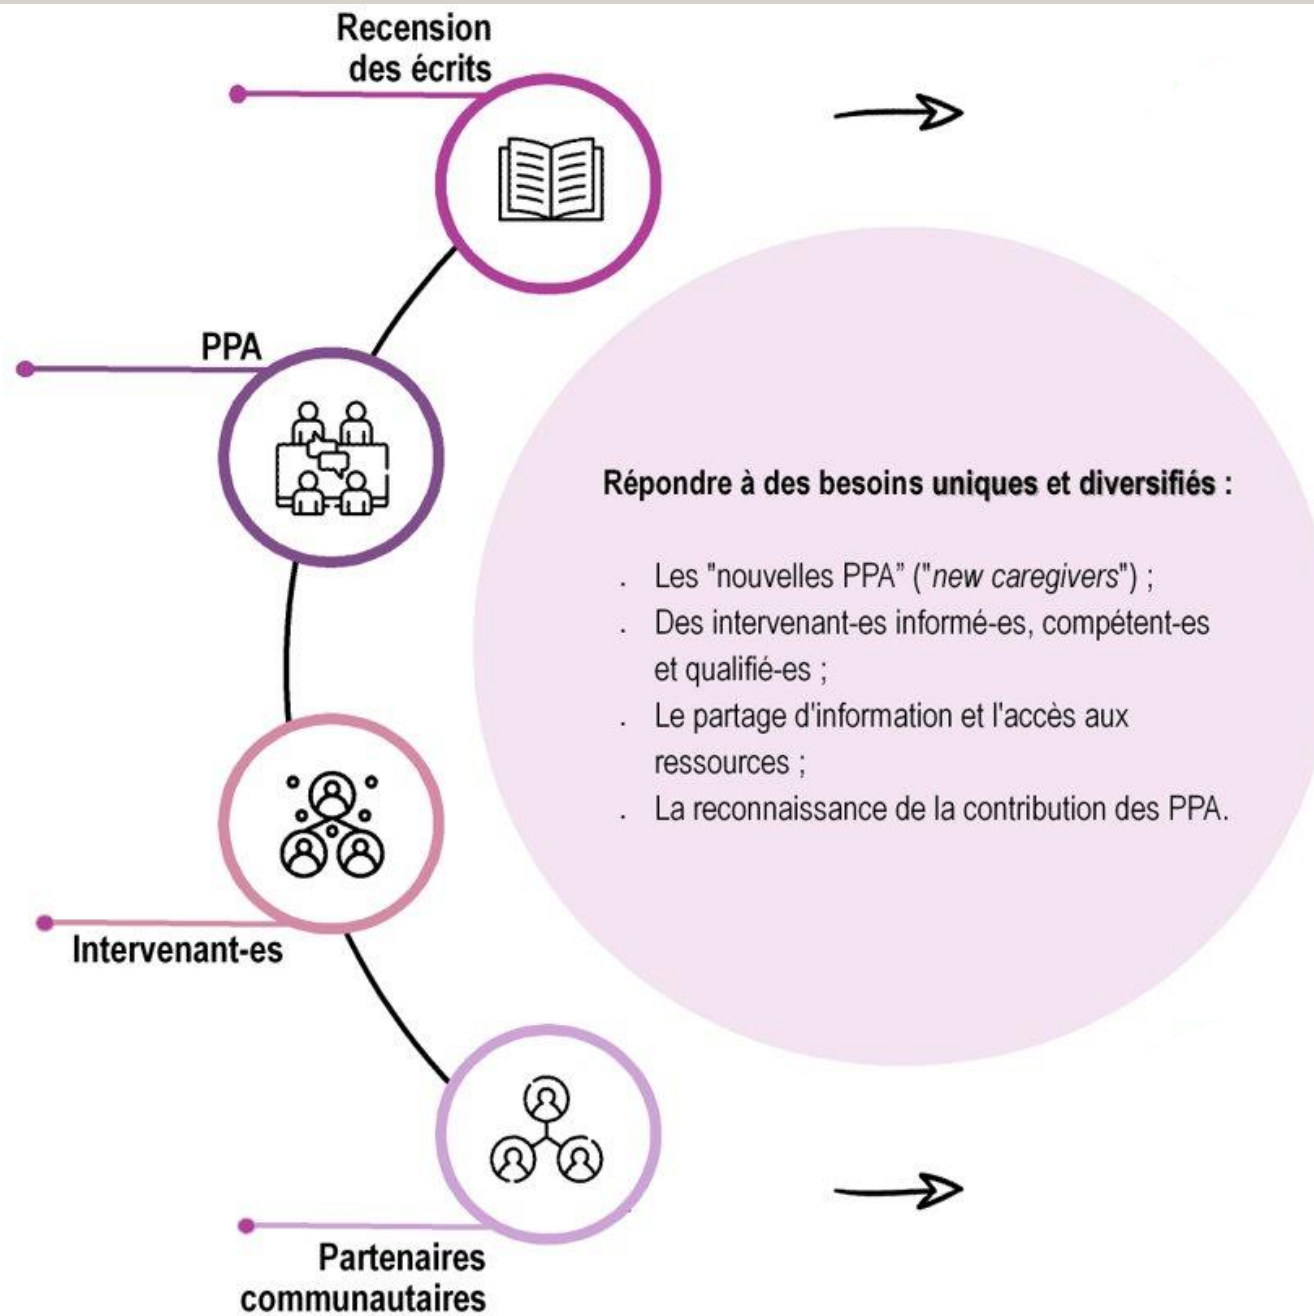 Recension
des écrits
PPA
Répondre à des besoins uniques et diversifiés :
. Les "nouvelles PPA” ("new caregivers") ;
. Des intervenant-es informé-es, compétent-es
et qualifié-es ;
. Le partage d'information et l'accès aux
ressources ;
. La reconnaissance de la contribution des PPA.
Intervenant-es
Partenaires
communautaires